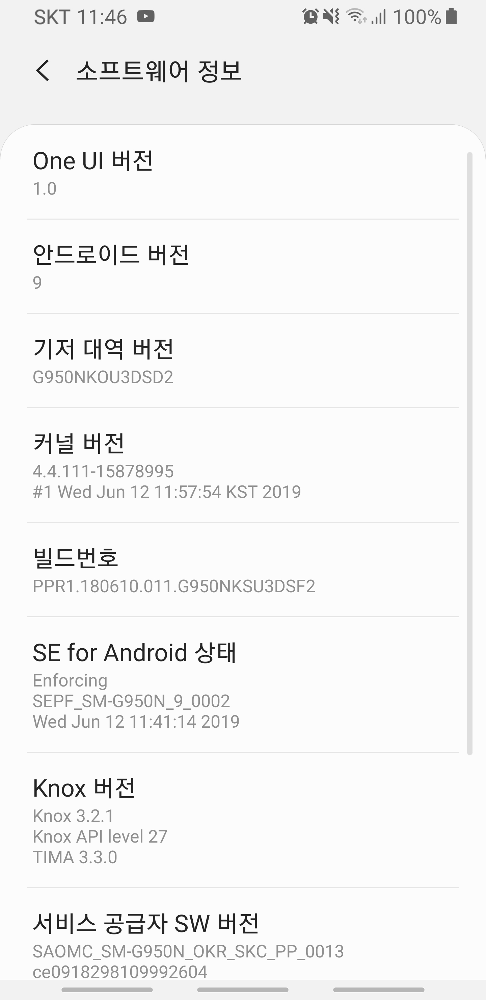 SKT 11:46
100%
소프트웨어 정보
One UI 버전
1.0
안드로이드 버전
9
기저 대역 버전
G950NKOU3DSD2
커널 버전
4.4.111-15878995
#1 Wed Jun 12 11:57:54 KST 2019
빌드번호
PPR1.180610.011.G950NKSU3DSF2
SE for Android 상태
Enforcing
SEPF_SM-G950N_9_0002
Wed Jun 12 11:41:14 2019
Knox 버전
Knox 3.2.1
Knox API level 27
TIMA 3.3.0
서비스 공급자 SW 버전
SAOMC_SM-G950N_OKR_SKC_PP_0013
ce0918298109992604